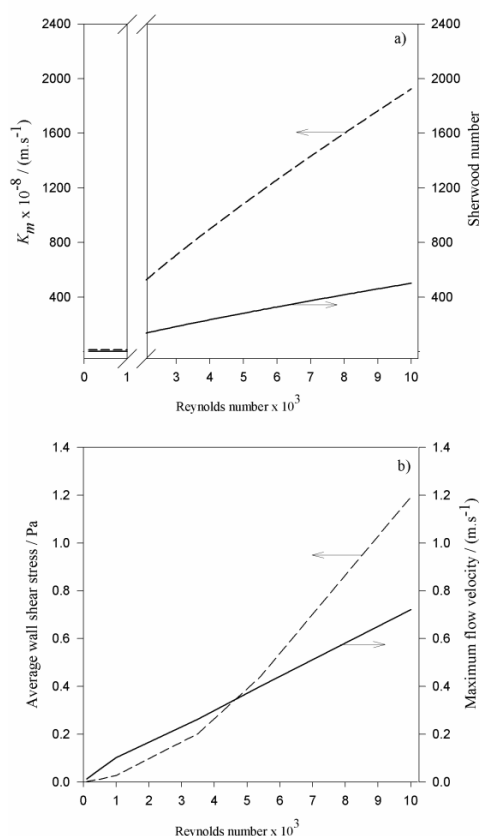 a)
2400 2400
2000 2000
1600 1600
1200 1200
800 800
400 400
K_m x 10^-8 / (m.s^-1)
Sherwood number
0 1 3 4 5 6 7 8 9 10
Reynolds number x 10^3
b)
1.4 1.4
1.2 1.2
1.0 1.0
0.8 0.8
0.6 0.6
0.4 0.4
0.2 0.2
0.0 0.0
Average wall shear stress / Pa
Maximum flow velocity / (m.s^-1)
0 1 2 3 4 5 6 7 8 9 10
Reynolds number x 10^3